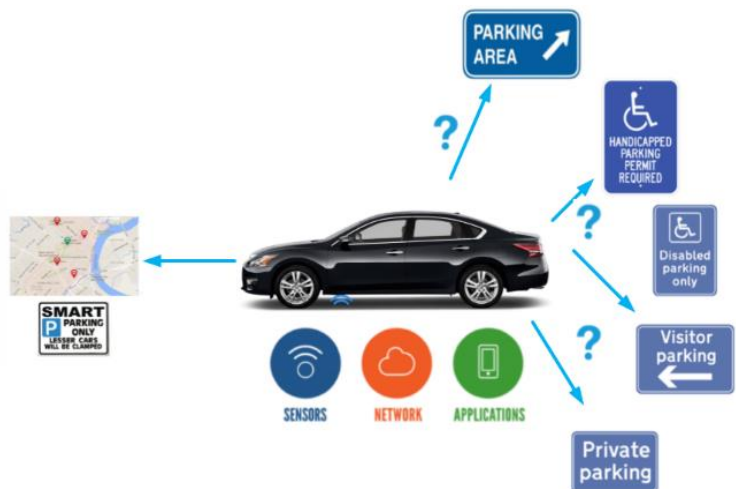 PARKING
AREA
?
HANDICAPPED
PARKING
PERMIT
REQUIRED
?
Disabled
parking
only
SMART
P PARKING
ONLY
LESSER CARS
WILL BE CLAMPED
?
Visitor
parking
SENSORS
NETWORK
APPLICATIONS
Private
parking